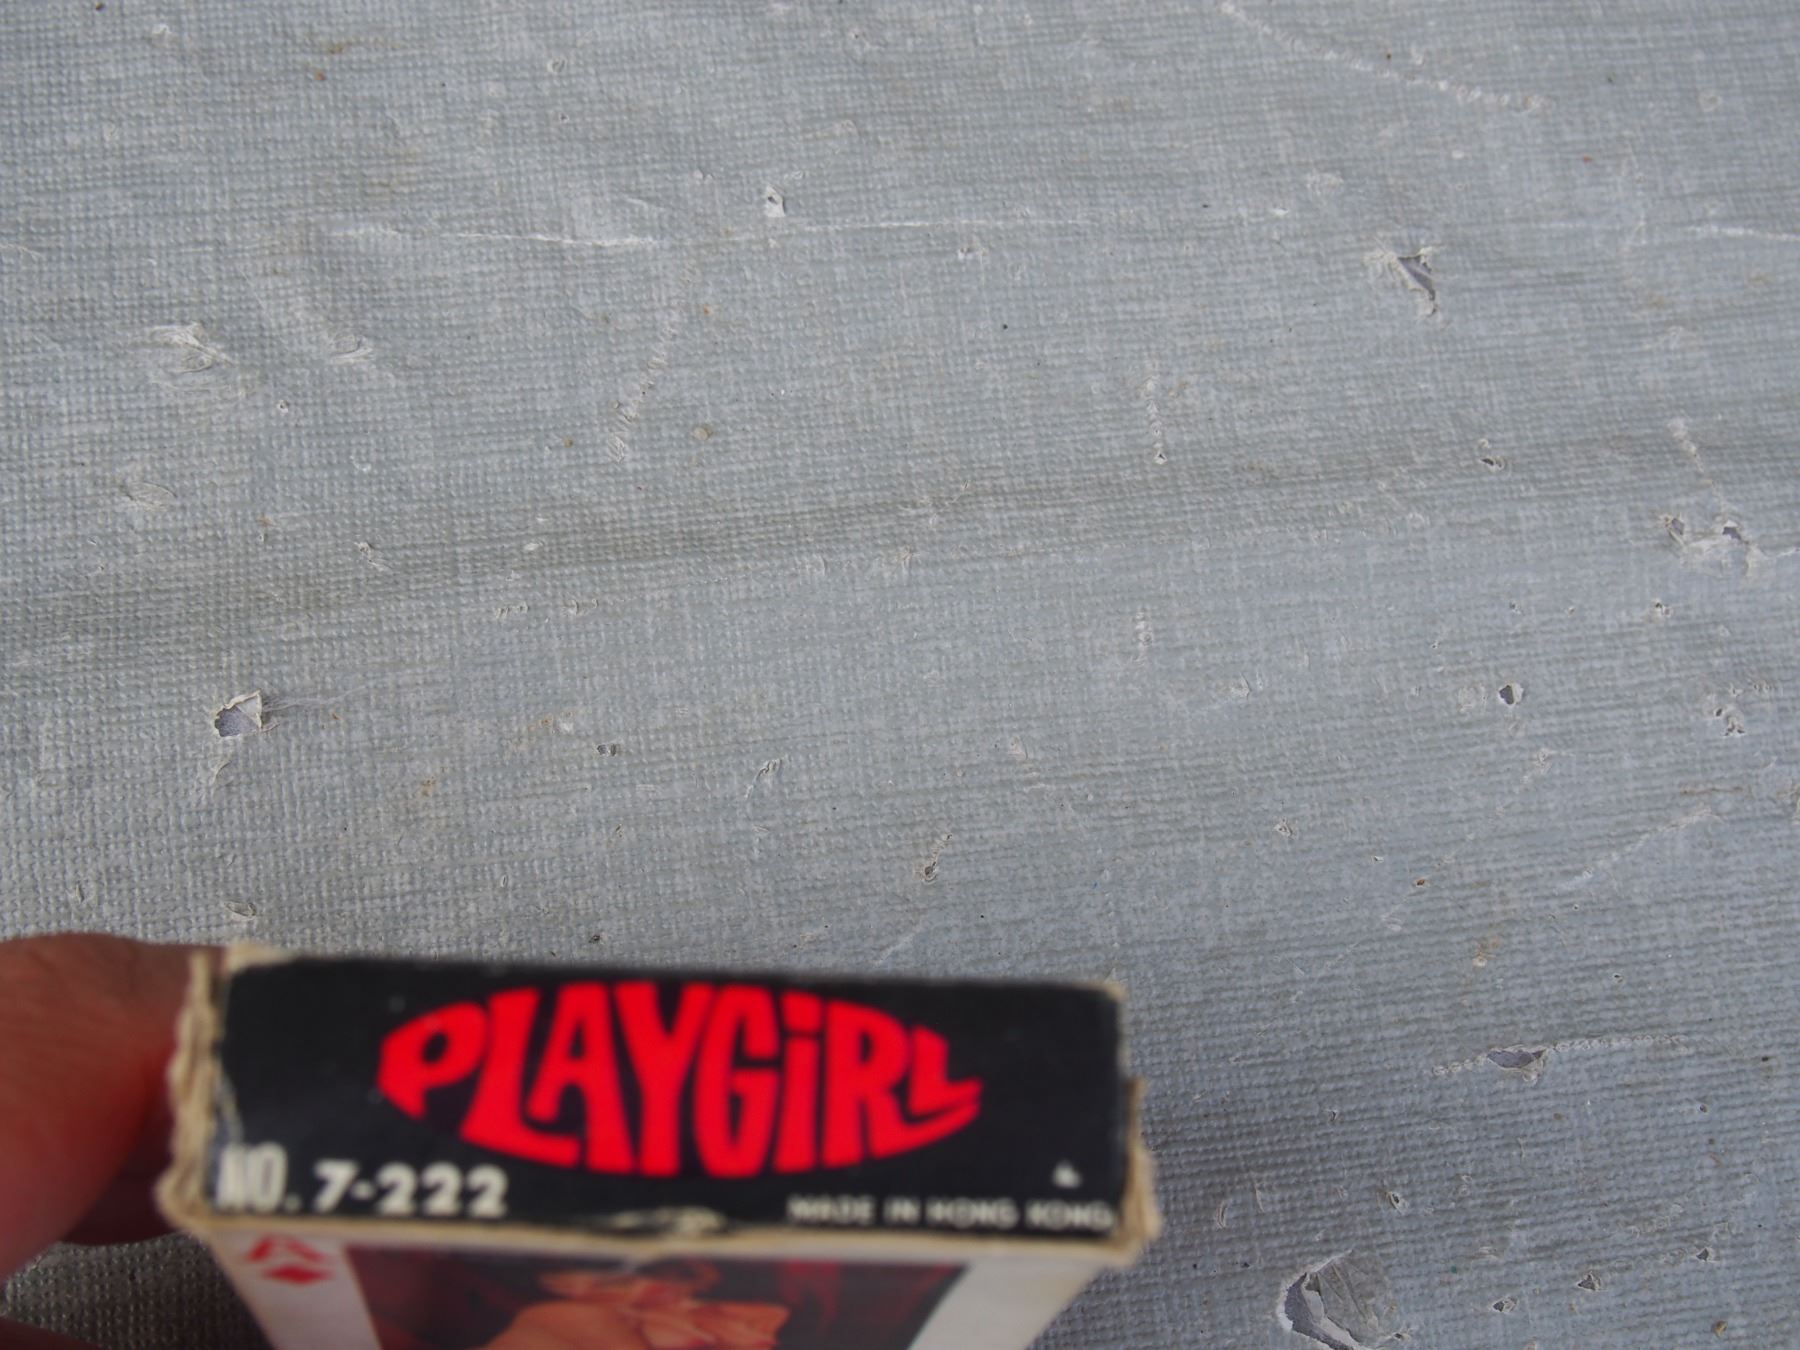 PLAYGiRL
NO. 7-222
MADE IN HONG KONG
A